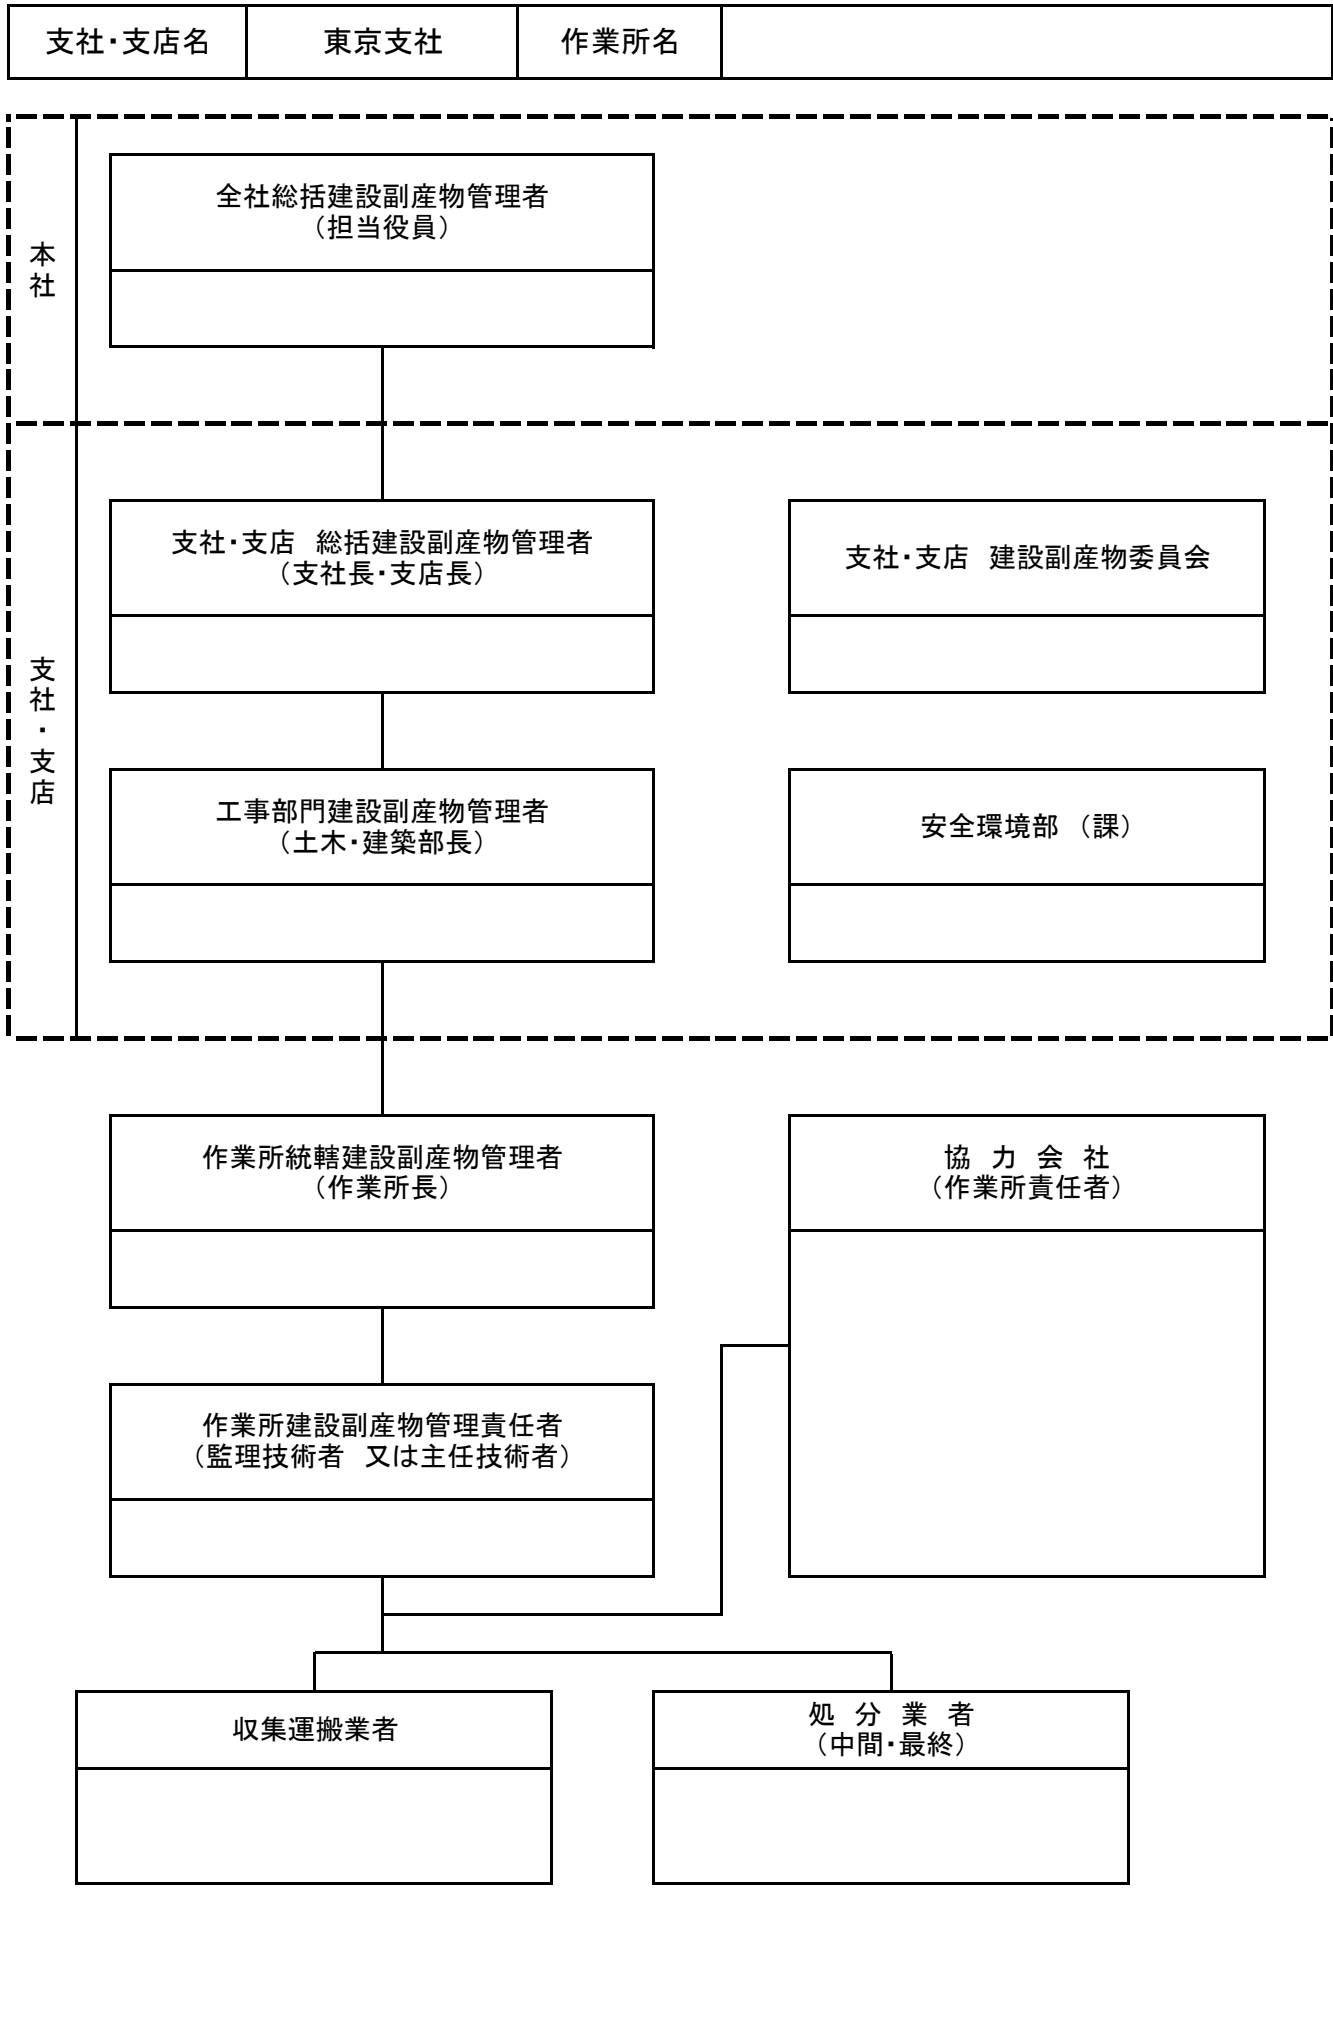 支社・支店名 東京支社 作業所名
全社総括建設副産物管理者
（担当役員）
本社
支社・支店　総括建設副産物管理者
（支社長・支店長）
支社・支店　建設副産物委員会
支社・支店
工事部門建設副産物管理者
（土木・建築部長）
安全環境部 （課）
作業所統轄建設副産物管理者
（作業所長）
協　力　会　社
（作業所責任者）
作業所建設副産物管理責任者
（監理技術者　又は主任技術者）
収集運搬業者
処　分　業　者
（中間・最終）